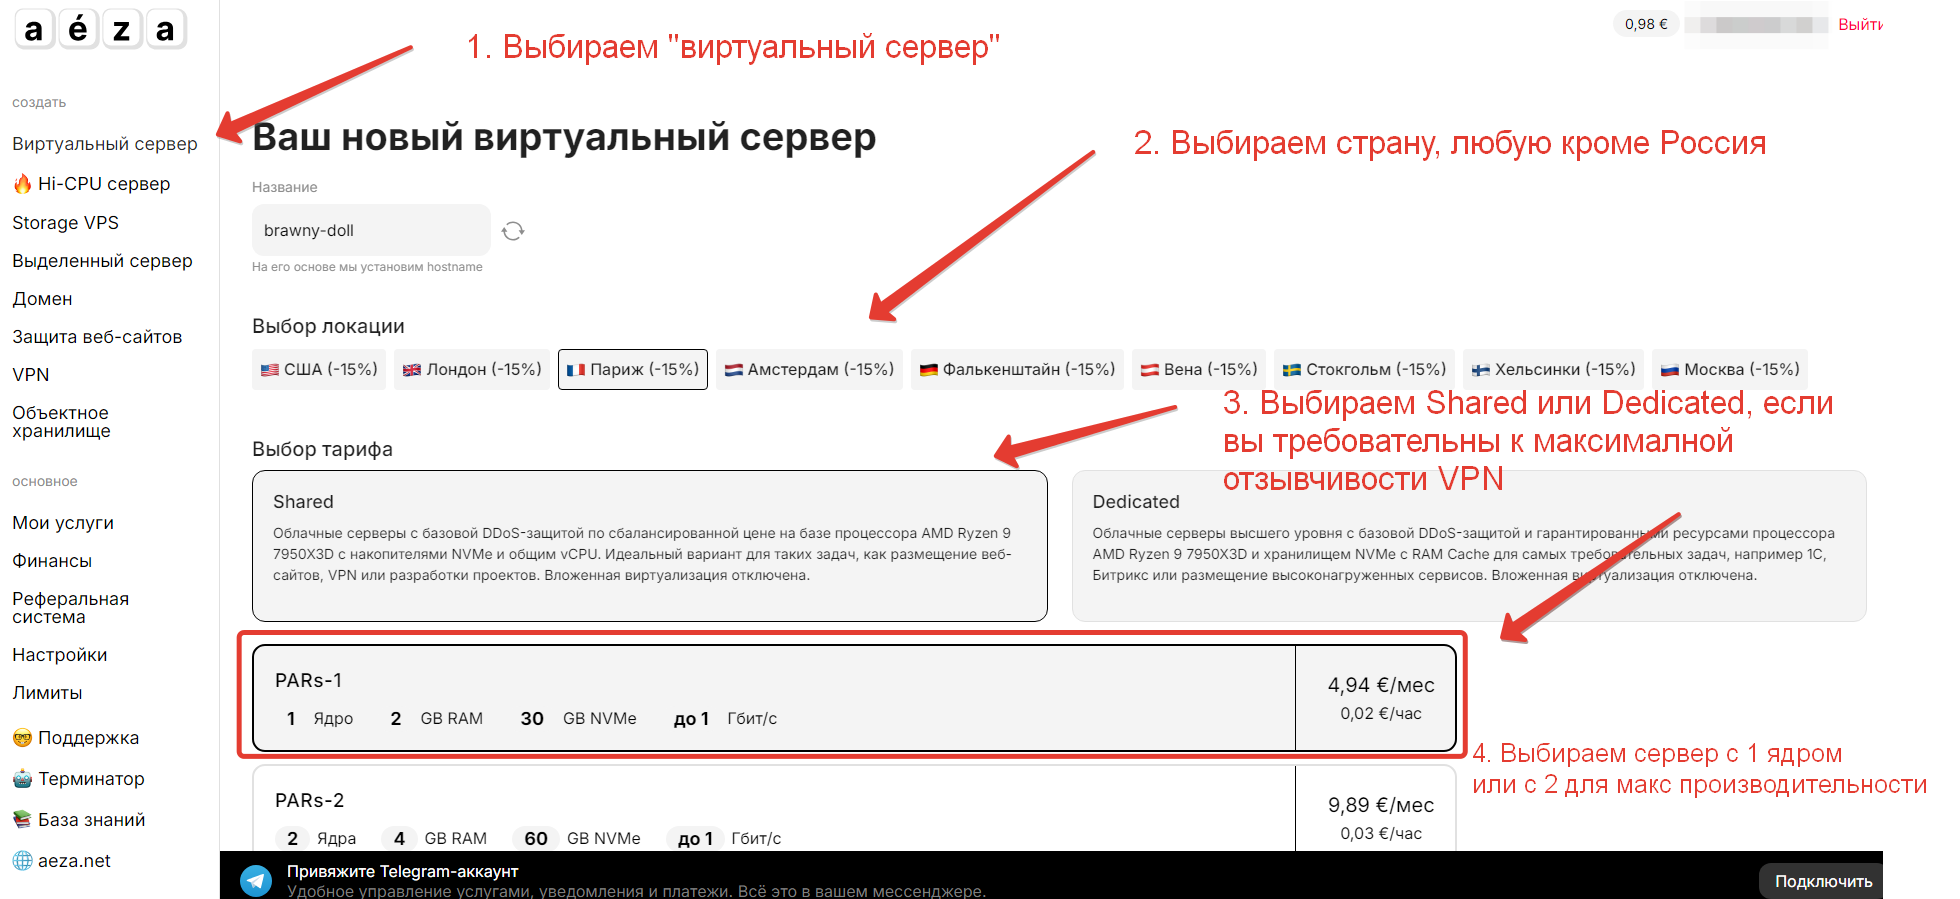 aéza
1. Выбираем "виртуальный сервер"
0,98 €
Выйти
создать
Виртуальный сервер
Hi-CPU сервер
Storage VPS
Выделенный сервер
Домен
Защита веб-сайтов
VPN
Объектное
хранилище
основное
Мои услуги
Финансы
Реферальная
система
Настройки
Лимиты
Поддержка
Терминатор
База знаний
aeza.net
Ваш новый виртуальный сервер
2. Выбираем страну, любую кроме Россия
Название
brawny-doll
На его основе мы установим hostname
Выбор локации
США (-15%) Лондон (-15%) Париж (-15%) Амстердам (-15%) Фалькенштайн (-15%) Вена (-15%) Стокгольм (-15%) Хельсинки (-15%) Москва (-15%)
3. Выбираем Shared или Dedicated, если
вы требовательны к максималной
отзывчивости VPN
Выбор тарифа
Shared
Облачные серверы с базовой DDoS-защитой по сбалансированной цене на базе процессора AMD Ryzen 9
7950X3D с накопителями NVMe и общим vCPU. Идеальный вариант для таких задач, как размещение веб-
сайтов, VPN или разработки проектов. Вложенная виртуализация отключена.
Dedicated
Облачные серверы высшего уровня с базовой DDoS-защитой и гарантированными ресурсами процессора
AMD Ryzen 9 7950X3D и хранилищем NVMe с RAM Cache для самых требовательных задач, например 1С,
Битрикс или размещение высоконагруженных сервисов. Вложенная виртуализация отключена.
PARs-1
1 Ядро 2 GB RAM 30 GB NVMe до 1 Гбит/с
4,94 €/мес
0,02 €/час
4. Выбираем сервер с 1 ядром
или с 2 для макс производительности
PARs-2
2 Ядра 4 GB RAM 60 GB NVMe до 1 Гбит/с
9,89 €/мес
0,03 €/час
Привяжите Telegram-аккаунт
Удобное управление услугами, уведомления и платежи. Всё это в вашем мессенджере.
Подключить